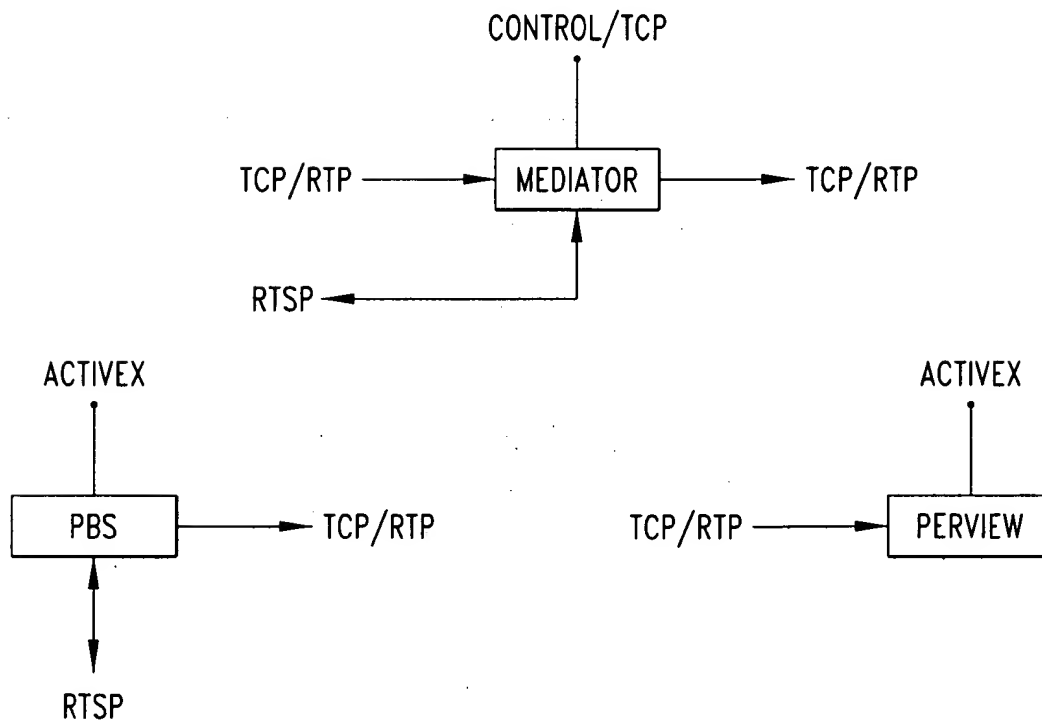 CONTROL/TCP
TCP/RTP
MEDIATOR
TCP/RTP
RTSP
ACTIVEX
PBS
TCP/RTP
RTSP
ACTIVEX
TCP/RTP
PERVIEW